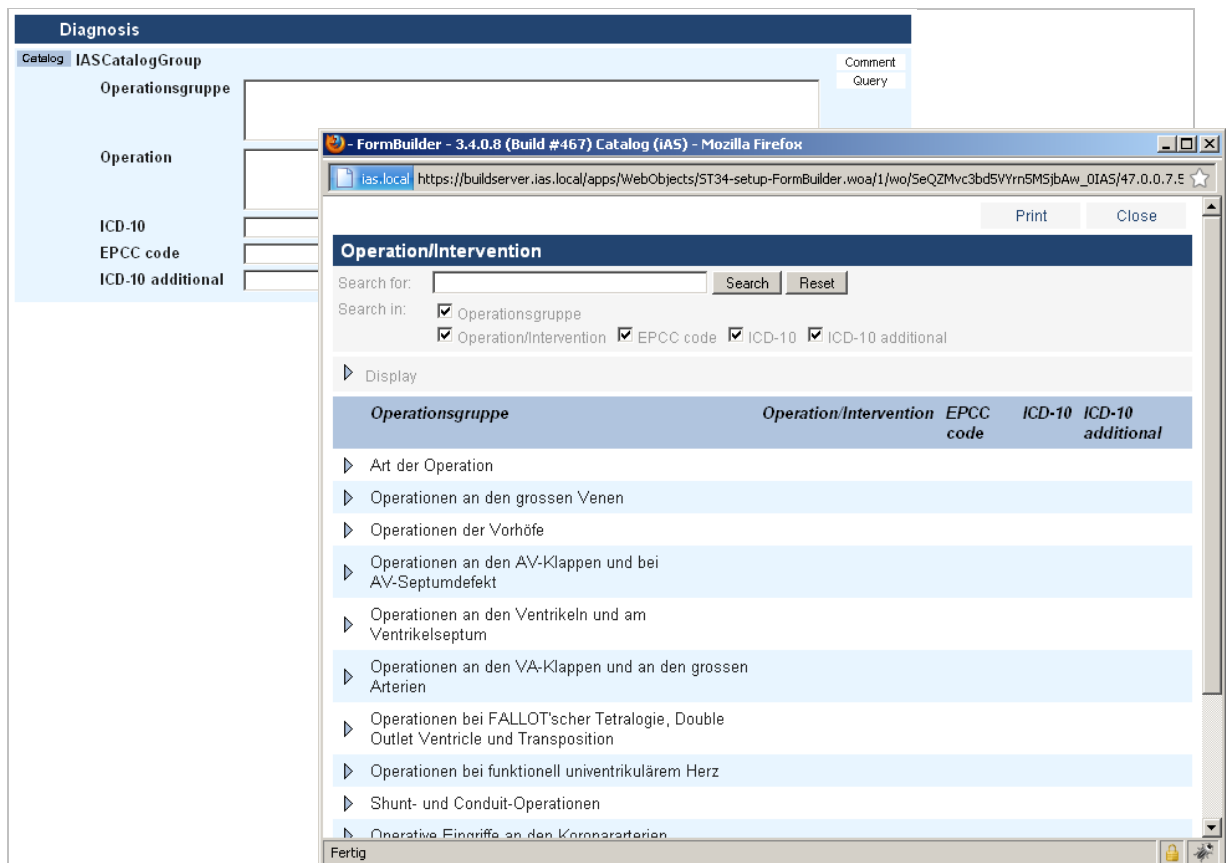 Diagnosis
Catalog IASCatalogGroup
Comment
Query
Operationsgruppe
Operation
ICD-10
EPCC code
ICD-10 additional
- FormBuilder - 3.4.0.8 (Build #467) Catalog (iAS) - Mozilla Firefox
ias.local https://buildserver.ias.local/apps/WebObjects/ST34-setup-FormBuilder.woa/1/wo/SeQZMvc3bd5VYrn5MSjbAw_0IAS/47.0.0.7.5
Print Close
Operation/Intervention
Search for: Search Reset
Search in: Operationsgruppe
Operation/Intervention EPCC code ICD-10 ICD-10 additional
Display
Operationsgruppe Operation/Intervention EPCC code ICD-10 ICD-10 additional
Art der Operation
Operationen an den grossen Venen
Operationen der Vorhöfe
Operationen an den AV-Klappen und bei
AV-Septumdefekt
Operationen an den Ventrikeln und am
Ventrikelseptum
Operationen an den VA-Klappen und an den grossen
Arterien
Operationen bei FALLOT'scher Tetralogie, Double
Outlet Ventricle und Transposition
Operationen bei funktionell univentrikulärem Herz
Shunt- und Conduit-Operationen
Operative Eingriffe an den Koronararterien
Fertig